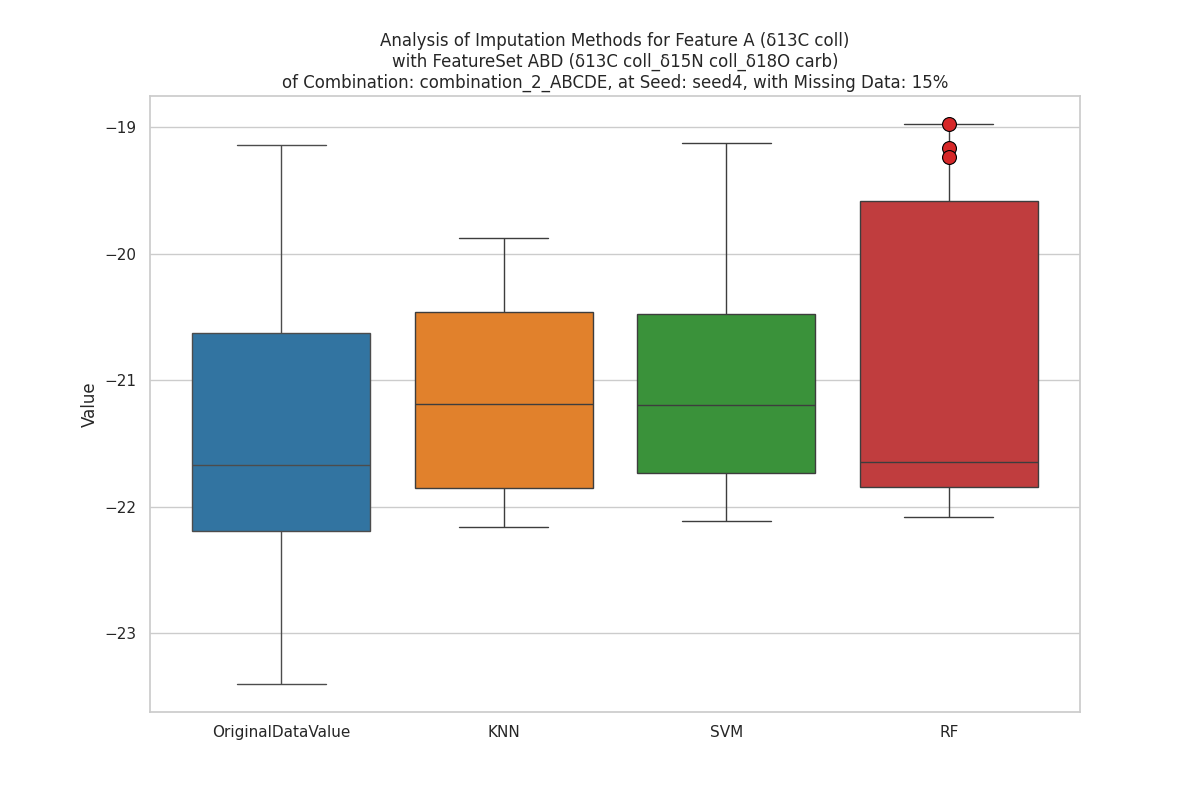 Analysis of Imputation Methods for Feature A (δ13C coll)
with FeatureSet ABD (δ13C coll_δ15N coll_δ18O carb)
of Combination: combination_2_ABCDE, at Seed: seed4, with Missing Data: 15%
Value
−19
−20
−21
−22
−23
OriginalDataValue
KNN
SVM
RF